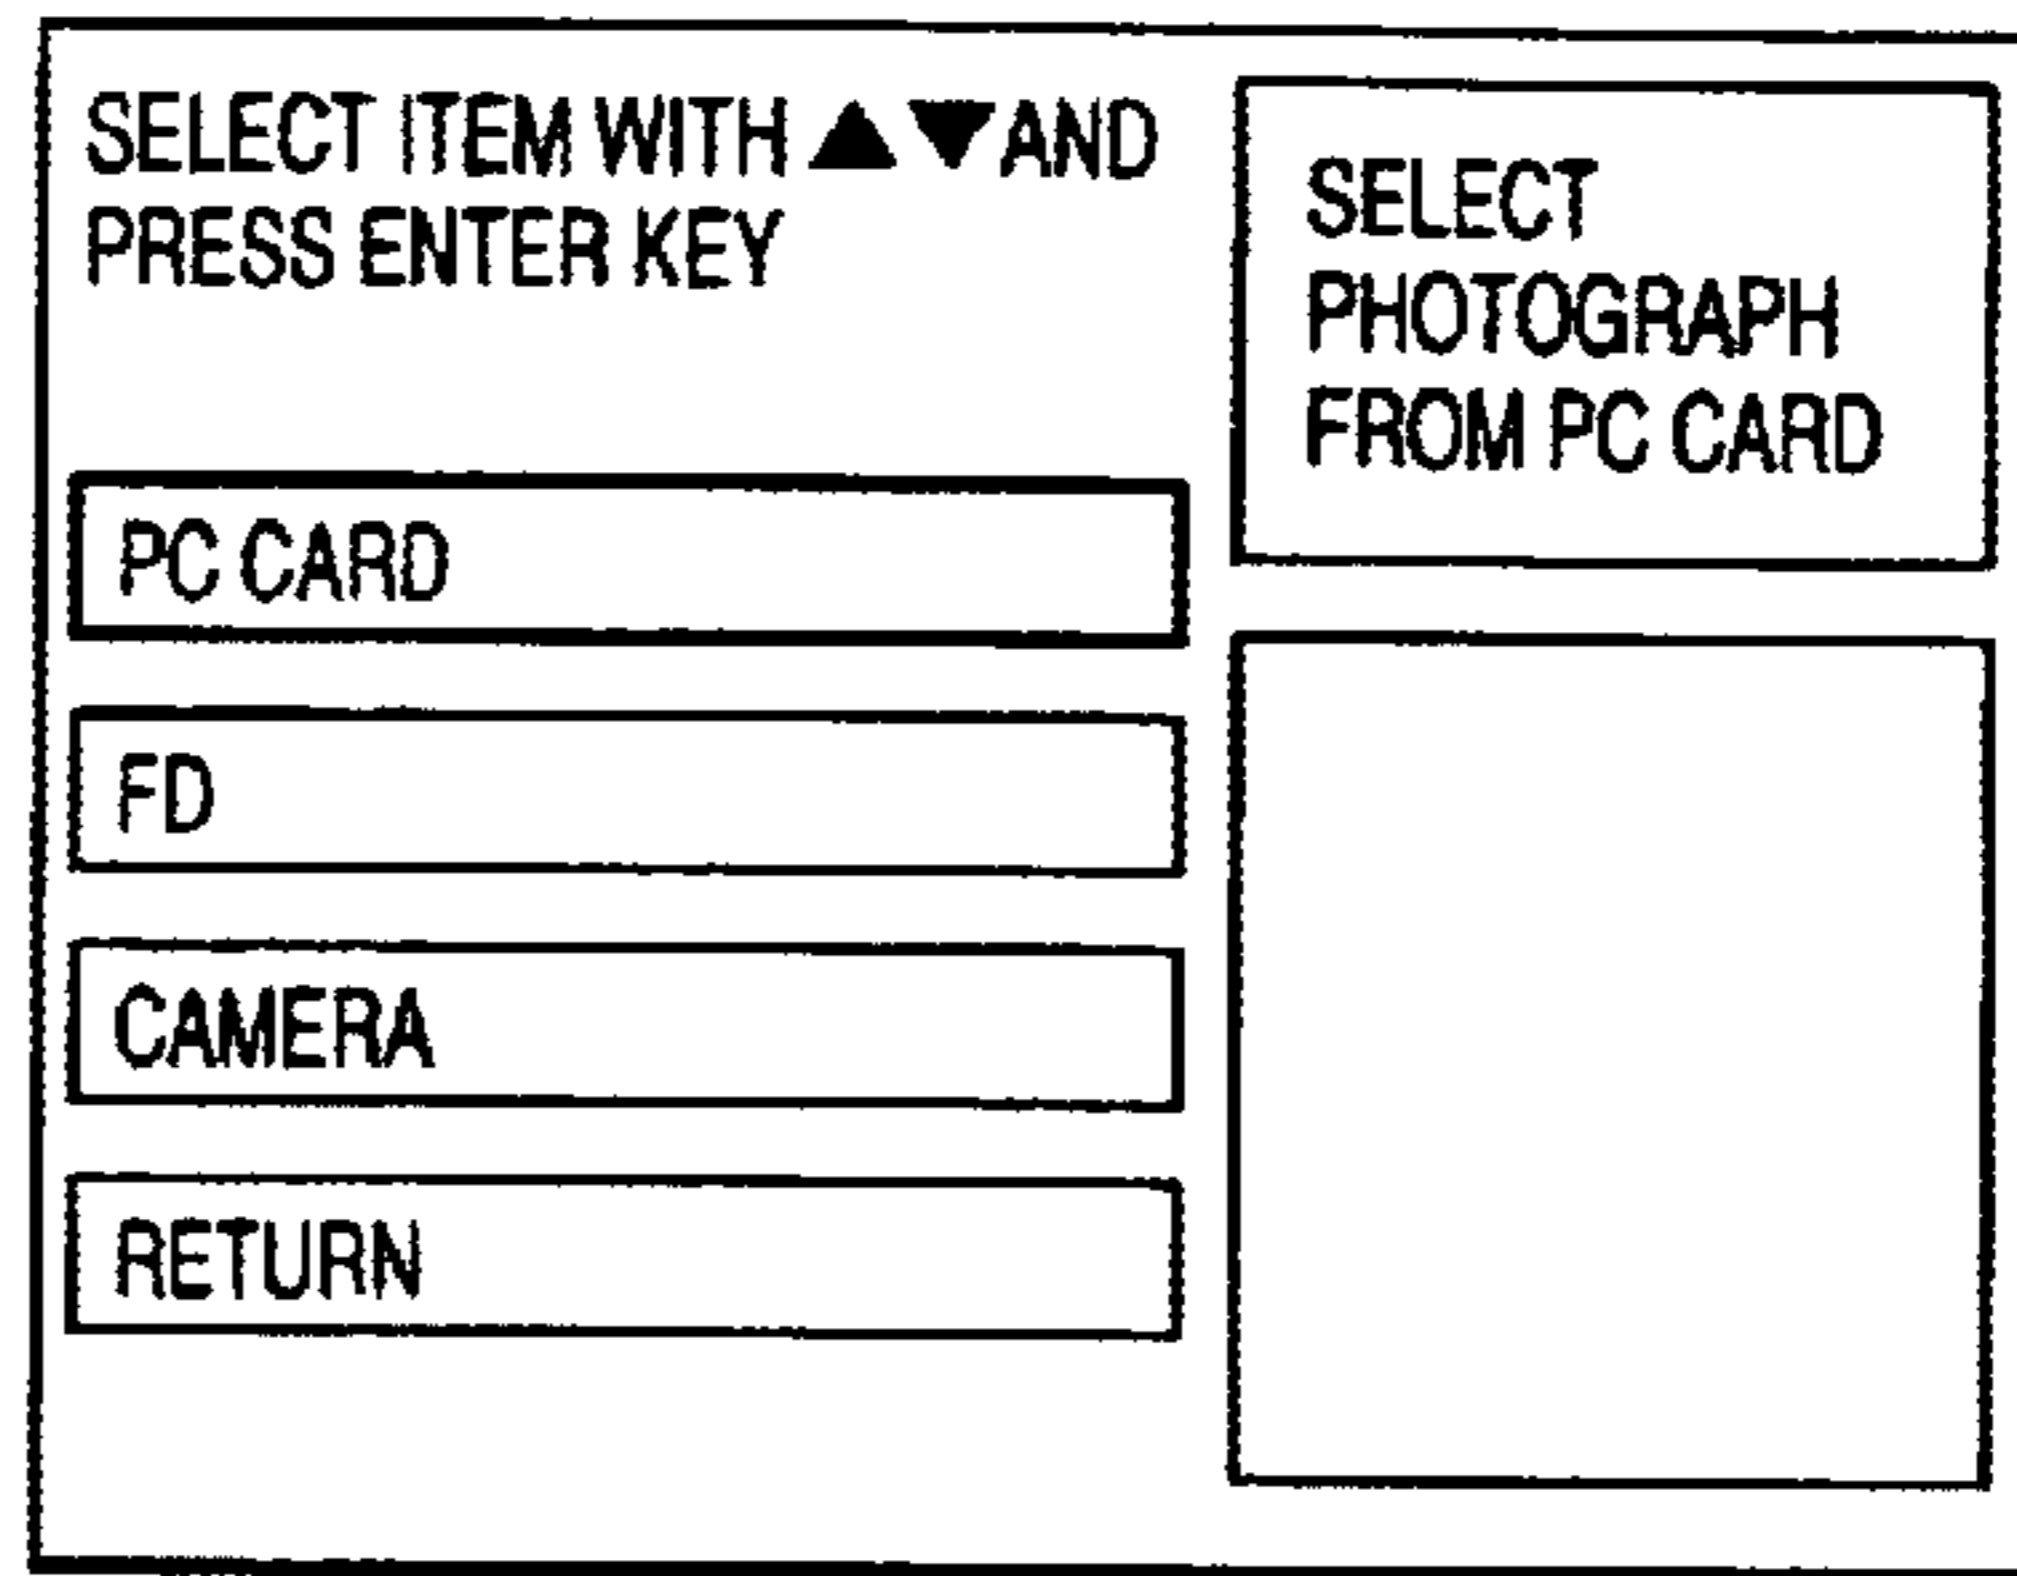 SELECT ITEM WITH ▲▼AND
PRESS ENTER KEY
PC CARD
FD
CAMERA
RETURN
SELECT
PHOTOGRAPH
FROM PC CARD